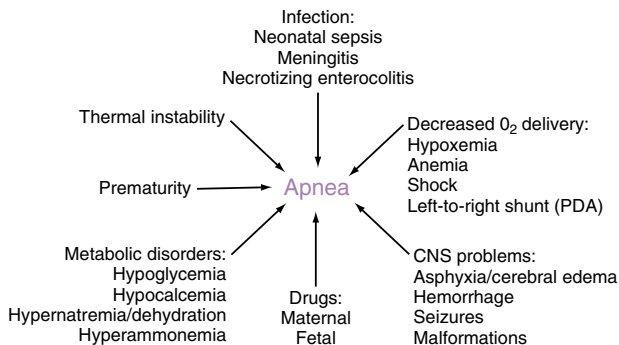 Infection:
Neonatal sepsis
Meningitis
Necrotizing enterocolitis
Thermal instability
Decreased 0₂ delivery:
Hypoxemia
Anemia
Shock
Left-to-right shunt (PDA)
Prematurity
Apnea
Metabolic disorders:
Hypoglycemia
Hypocalcemia
Hypernatremia/dehydration
Hyperammonemia
Drugs:
Maternal
Fetal
CNS problems:
Asphyxia/cerebral edema
Hemorrhage
Seizures
Malformations